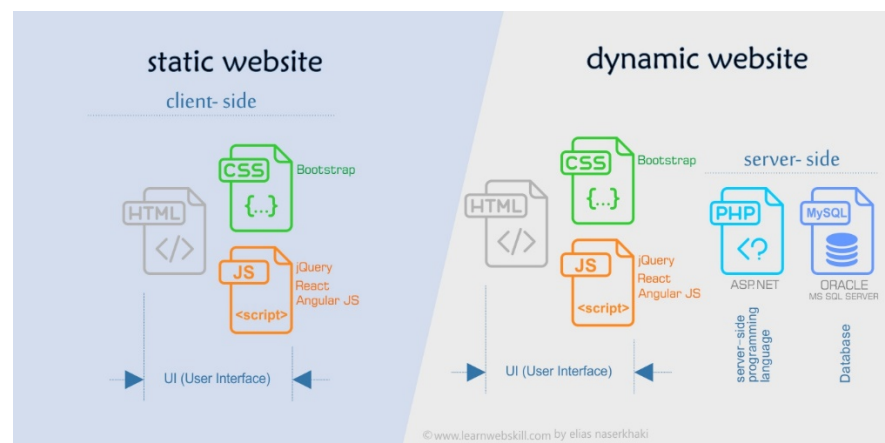 static website
client- side
HTML
</>
CSS
{...}
Bootstrap
JS
<script>
jQuery
React
Angular JS
UI (User Interface)
dynamic website
HTML
</>
CSS
{...}
Bootstrap
JS
<script>
jQuery
React
Angular JS
UI (User Interface)
server- side
PHP
<?
ASP.NET
server-side
programming
language
MySQL
ORACLE
MS SQL SERVER
Database
© www.learnwebskill.com by elias naserkhaki